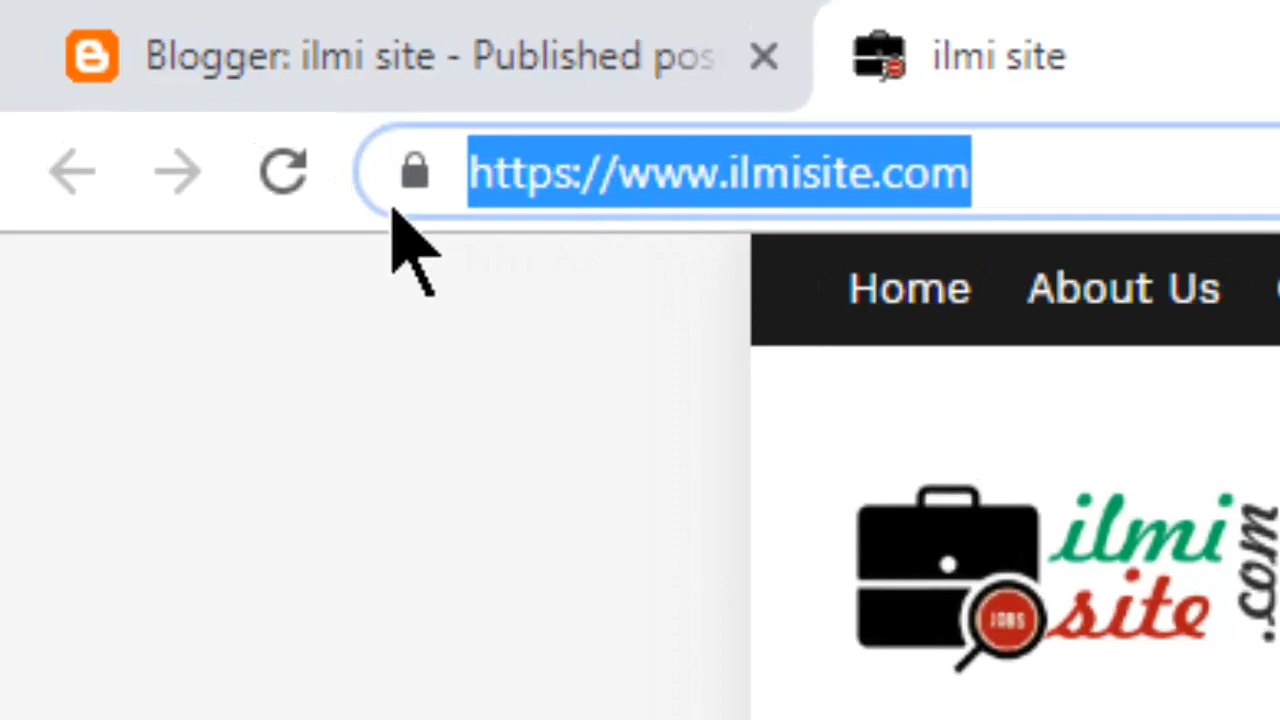 Blogger: ilmi site - Published pos
ilmi site
https://www.ilmisite.com
Home About Us
ilmi
site
.com
JOBS